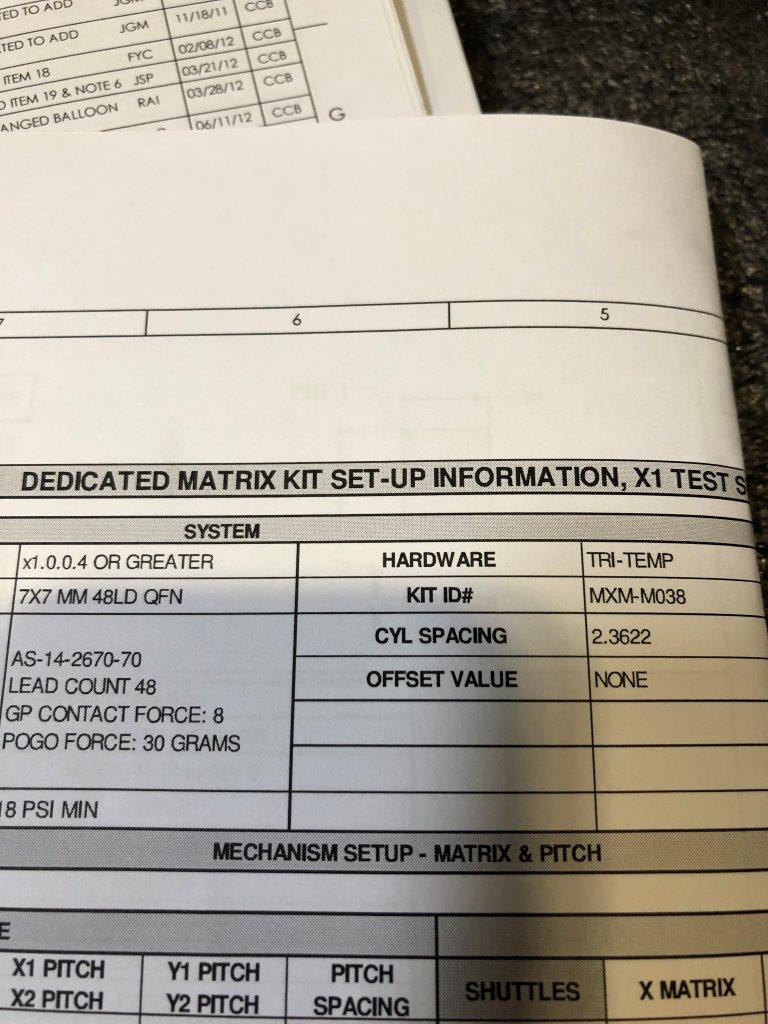 TED TO ADD JGM 11/18/11 CCB
TED TO ADD JGM 02/08/12 CCB
ITEM 18 FYC 03/21/12 CCB
ITEM 19 & NOTE 6 JSP 03/28/12 CCB
ANGED BALLOON RAI 06/11/12 CCB
G
6 5
DEDICATED MATRIX KIT SET-UP INFORMATION, X1 TEST S
SYSTEM
x1.0.0.4 OR GREATER HARDWARE TRI-TEMP
7X7 MM 48LD QFN KIT ID# MXM-M038
CYL SPACING 2.3622
AS-14-2670-70
LEAD COUNT 48 OFFSET VALUE NONE
GP CONTACT FORCE: 8
POGO FORCE: 30 GRAMS
18 PSI MIN
MECHANISM SETUP - MATRIX & PITCH
E
X1 PITCH Y1 PITCH PITCH
SHUTTLES X MATRIX
X2 PITCH Y2 PITCH SPACING